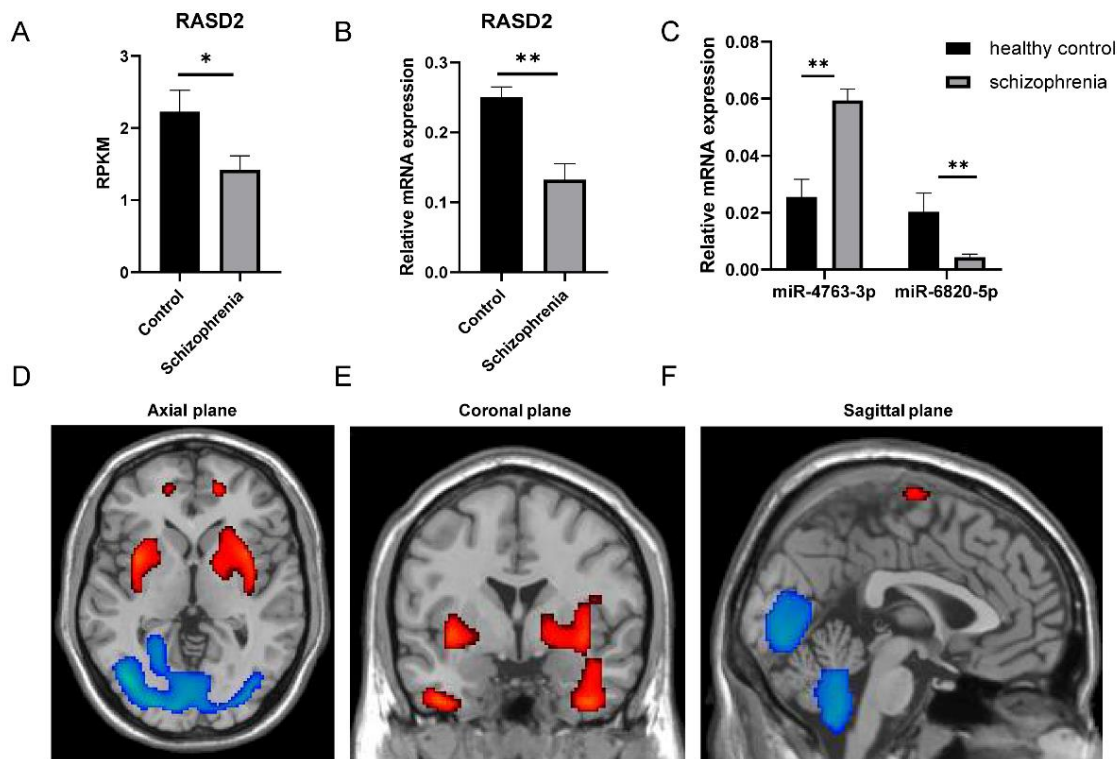 A
RASD2
*
3
2
1
0
RPKM
Control
Schizophrenia
B
RASD2
**
0.3
0.2
0.1
0.0
Relative mRNA expression
Control
Schizophrenia
C
0.08
0.06
0.04
0.02
0.00
Relative mRNA expression
**
**
miR-4763-3p
miR-6820-5p
healthy control
schizophrenia
D
Axial plane
E
Coronal plane
F
Sagittal plane